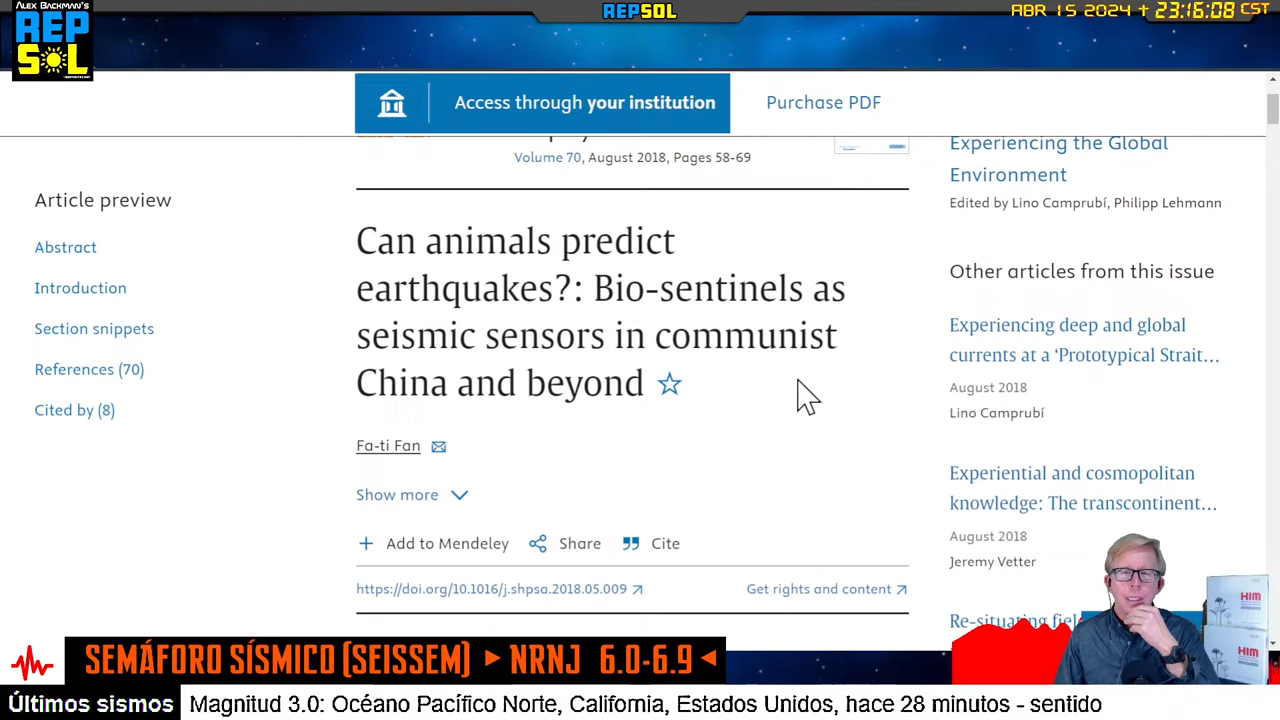 ALEX BACKMAN'S
REP
SOL
REPSOL
ABR 15 2024 † 23:16:08 CST
Access through your institution
Purchase PDF
Volume 70, August 2018, Pages 58-69
Experiencing the Global
Environment
Edited by Lino Camprubí, Philipp Lehmann
Article preview
Abstract
Introduction
Section snippets
References (70)
Cited by (8)
Can animals predict
earthquakes?: Bio-sentinels as
seismic sensors in communist
China and beyond
Fa-ti Fan
Show more
Add to Mendeley
Share
Cite
https://doi.org/10.1016/j.shpsa.2018.05.009
Get rights and content
Other articles from this issue
Experiencing deep and global
currents at a ‘Prototypical Strait…
August 2018
Lino Camprubí
Experiential and cosmopolitan
knowledge: The transcontinent…
August 2018
Jeremy Vetter
Re-situating
HIM
HIM
SEMÁFORO SÍSMICO (SEISSEM) ► NRNJ 6.0-6.9 ◄
Últimos sismos
Magnitud 3.0: Océano Pacífico Norte, California, Estados Unidos, hace 28 minutos - sentido